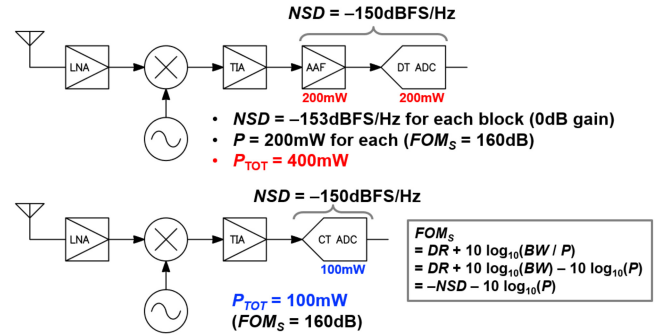 NSD = –150dBFS/Hz
LNA
TIA
AAF
DT ADC
200mW
200mW
• NSD = –153dBFS/Hz for each block (0dB gain)
• P = 200mW for each (FOMS = 160dB)
• PTOT = 400mW
NSD = –150dBFS/Hz
LNA
TIA
CT ADC
100mW
PTOT = 100mW
(FOMS = 160dB)
FOMS
= DR + 10 log10(BW / P)
= DR + 10 log10(BW) – 10 log10(P)
= –NSD – 10 log10(P)